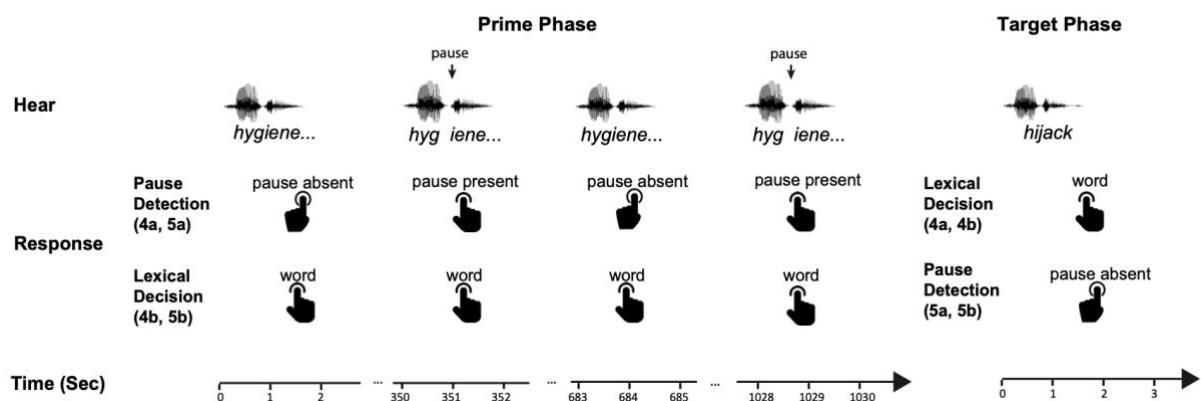 Prime Phase
Target Phase
pause
pause
Hear
hygiene...
hyg iene...
hygiene...
hyg iene...
hijack
Response
Pause
Detection
(4a, 5a)
pause absent
pause present
pause absent
pause present
Lexical
Decision
(4a, 4b)
word
Lexical
Decision
(4b, 5b)
word
word
word
word
Pause
Detection
(5a, 5b)
pause absent
Time (Sec)
0 1 2 ... 350 351 352 ... 683 684 685 ... 1028 1029 1030
0 1 2 3